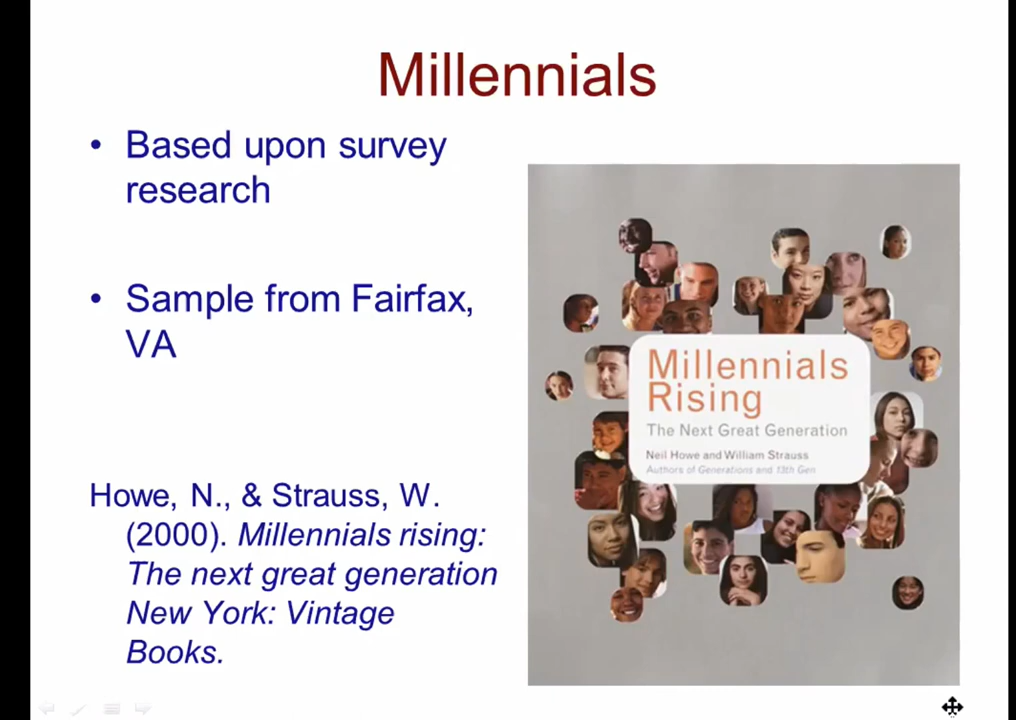 Millennials
• Based upon survey
research
• Sample from Fairfax,
VA
Howe, N., & Strauss, W.
(2000). Millennials rising:
The next great generation
New York: Vintage
Books.
Millennials
Rising
The Next Great Generation
Neil Howe and William Strauss
Authors of Generations and 13th Gen